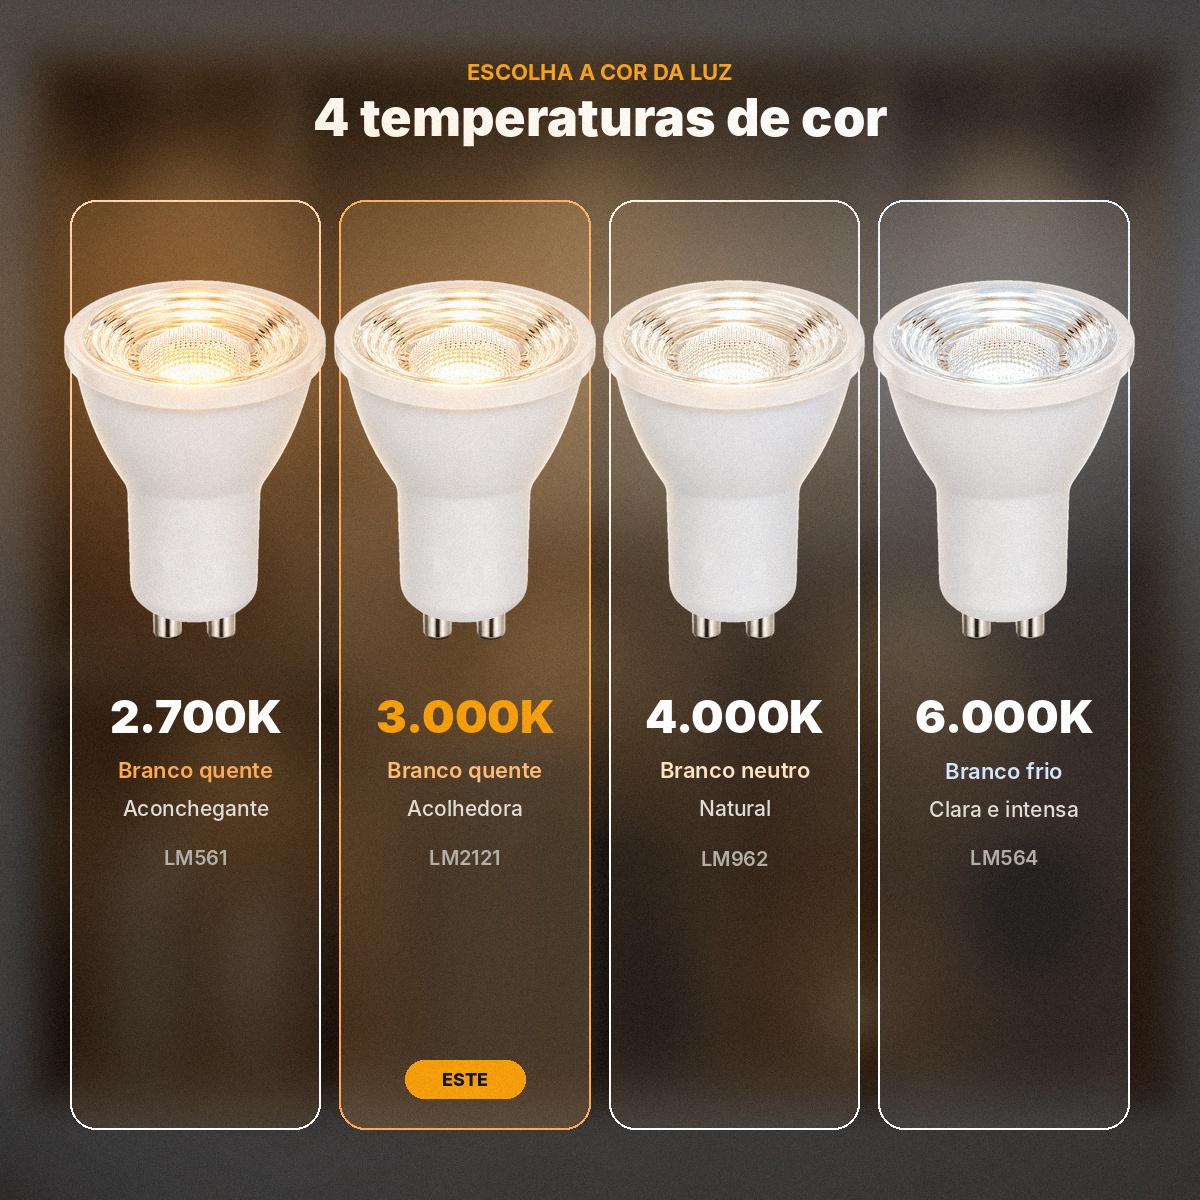 ESCOLHA A COR DA LUZ
4 temperaturas de cor
2.700K
Branco quente
Aconchegante
LM561
3.000K
Branco quente
Acolhedora
LM2121
ESTE
4.000K
Branco neutro
Natural
LM962
6.000K
Branco frio
Clara e intensa
LM564